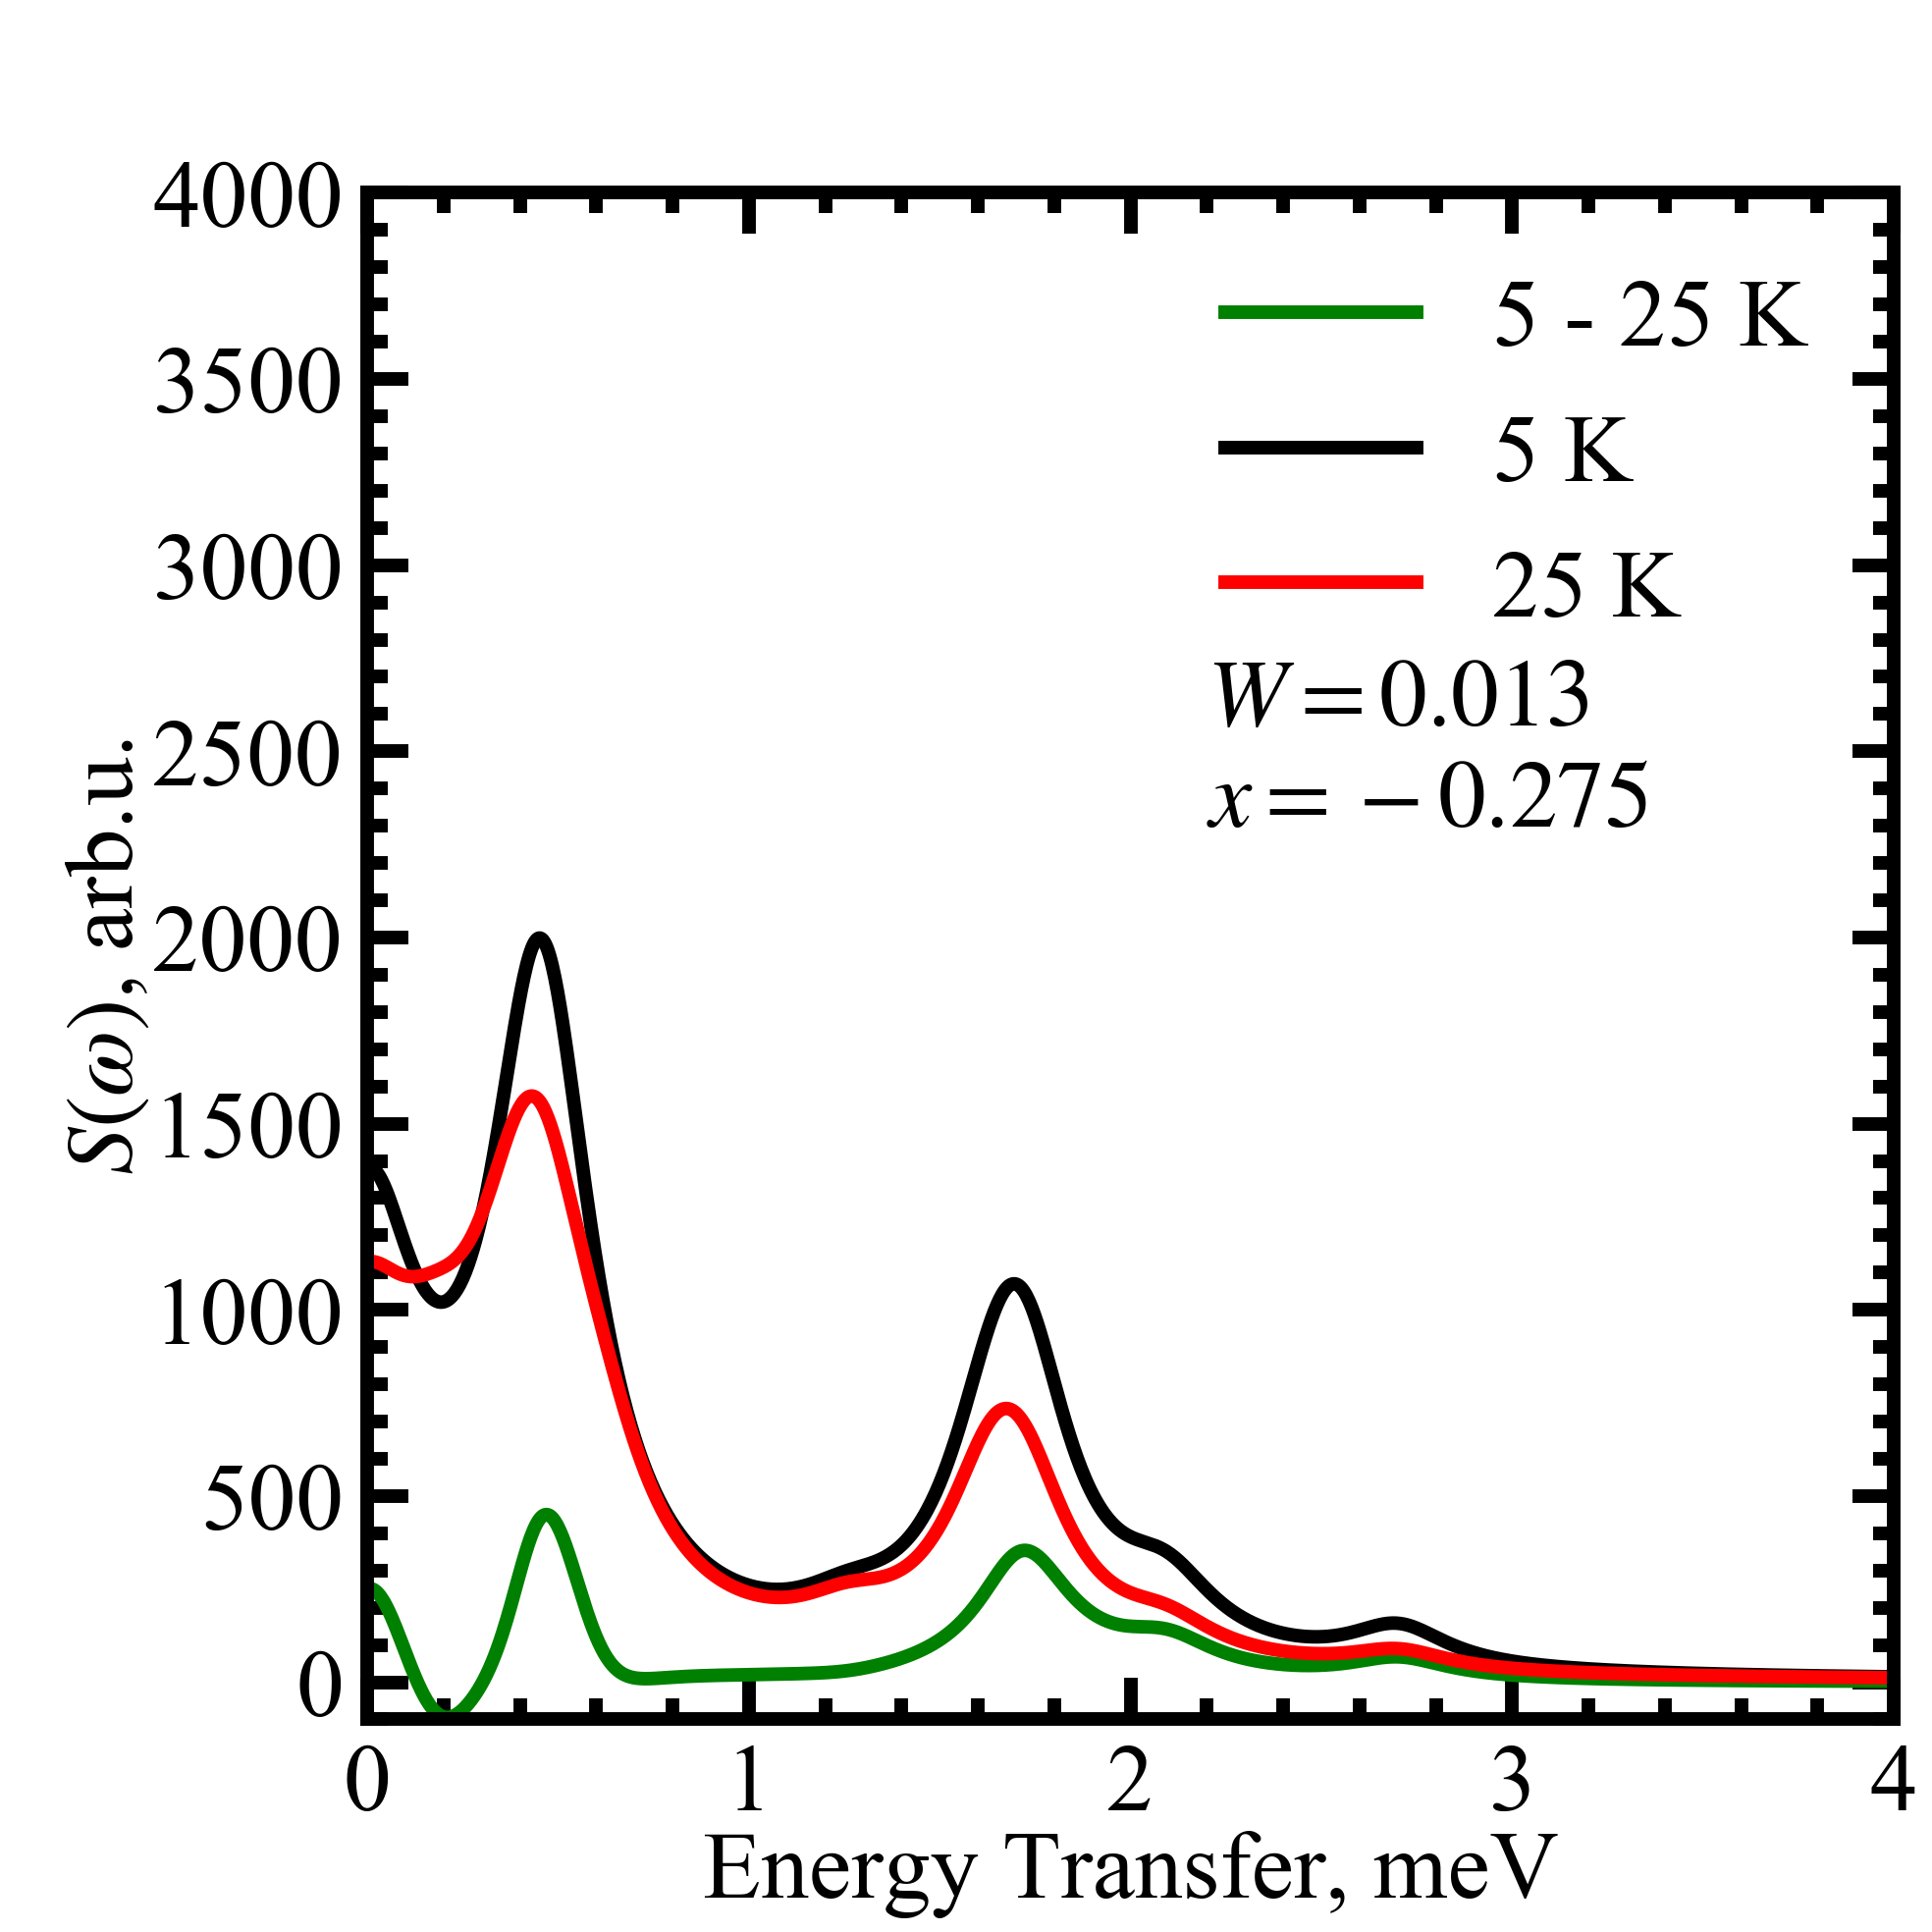 4000
3500
3000
2500
2000
1500
1000
500
0
0 1 2 3 4
Energy Transfer, meV
S(ω), arb.u.
5 - 25 K
5 K
25 K
W=0.013
x=−0.275